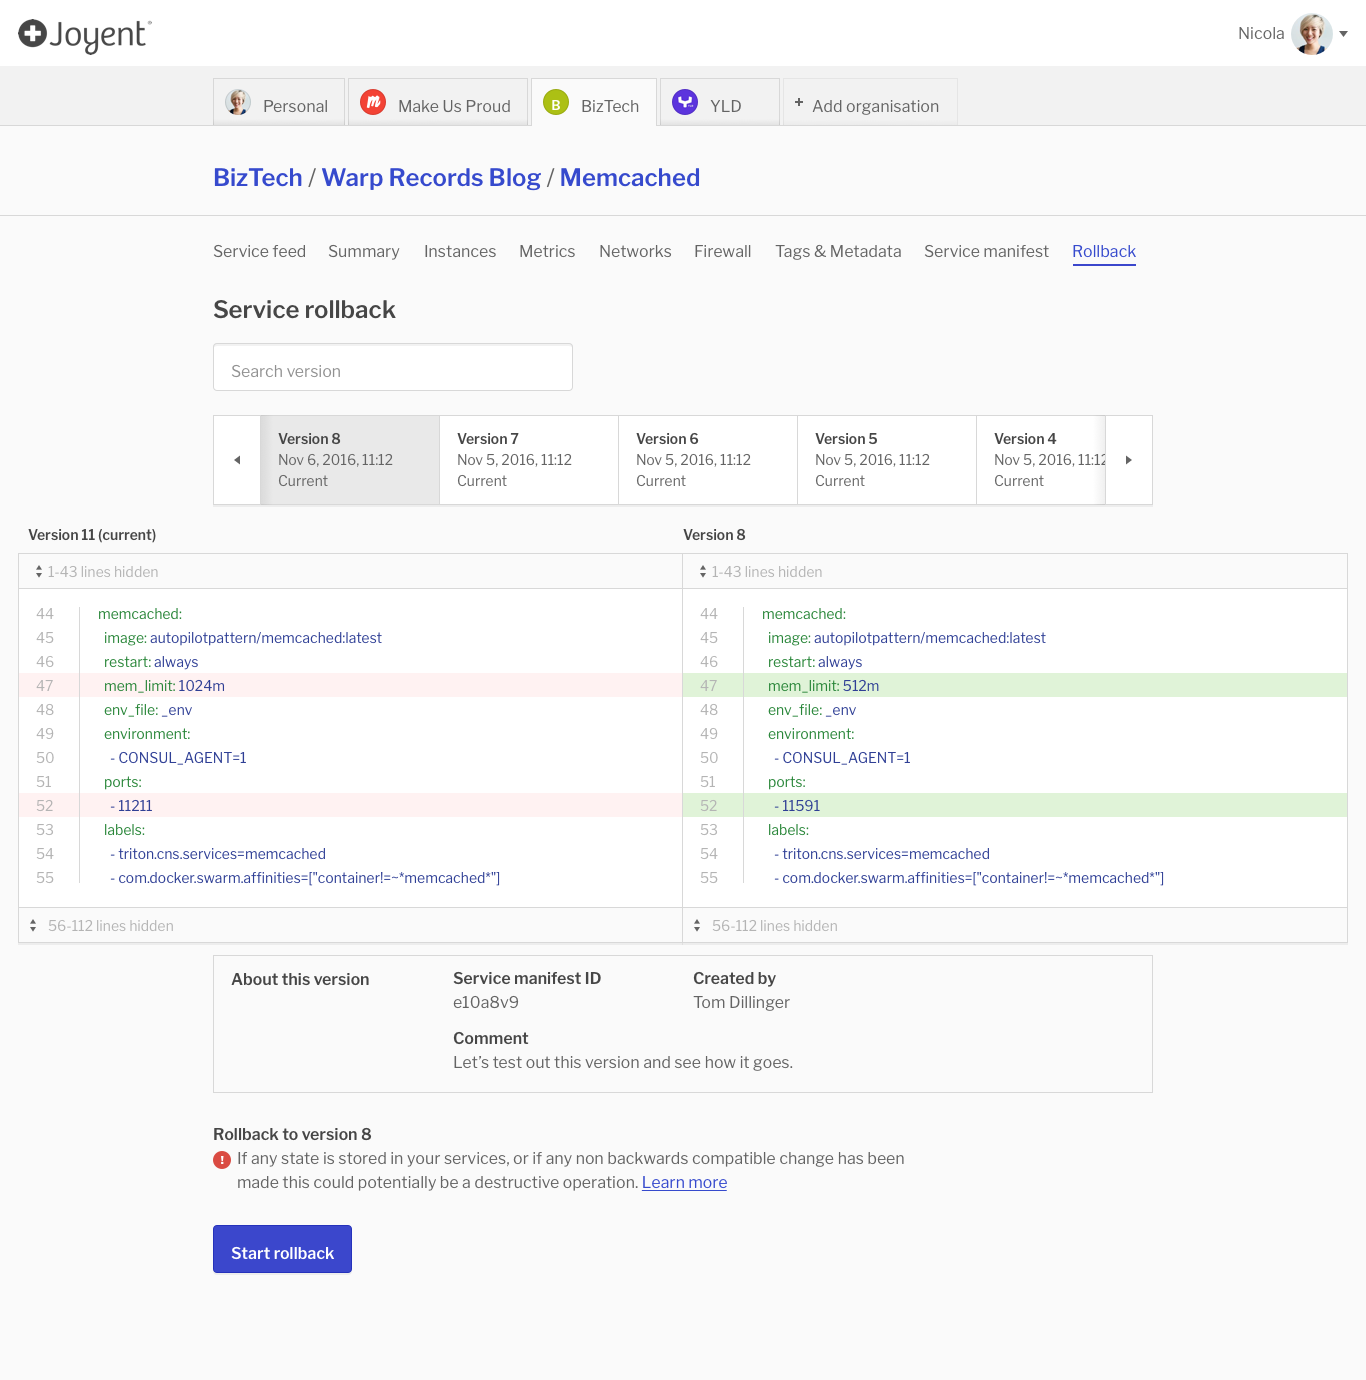 Joyent
Nicola
Personal
Make Us Proud
B BizTech
YLD
+ Add organisation
BizTech / Warp Records Blog / Memcached
Service feed Summary Instances Metrics Networks Firewall Tags & Metadata Service manifest Rollback
Service rollback
Search version
Version 8
Nov 6, 2016, 11:12
Current
Version 7
Nov 5, 2016, 11:12
Current
Version 6
Nov 5, 2016, 11:12
Current
Version 5
Nov 5, 2016, 11:12
Current
Version 4
Nov 5, 2016, 11:12
Current
Version 11 (current)
1-43 lines hidden
44 memcached:
45 image: autopilotpattern/memcached:latest
46 restart: always
47 mem_limit: 1024m
48 env_file: _env
49 environment:
50 - CONSUL_AGENT=1
51 ports:
52 - 11211
53 labels:
54 - triton.cns.services=memcached
55 - com.docker.swarm.affinities=["container!=~*memcached*"]
56-112 lines hidden
Version 8
1-43 lines hidden
44 memcached:
45 image: autopilotpattern/memcached:latest
46 restart: always
47 mem_limit: 512m
48 env_file: _env
49 environment:
50 - CONSUL_AGENT=1
51 ports:
52 - 11591
53 labels:
54 - triton.cns.services=memcached
55 - com.docker.swarm.affinities=["container!=~*memcached*"]
56-112 lines hidden
About this version
Service manifest ID
e10a8v9
Created by
Tom Dillinger
Comment
Let’s test out this version and see how it goes.
Rollback to version 8
If any state is stored in your services, or if any non backwards compatible change has been
made this could potentially be a destructive operation. Learn more
Start rollback